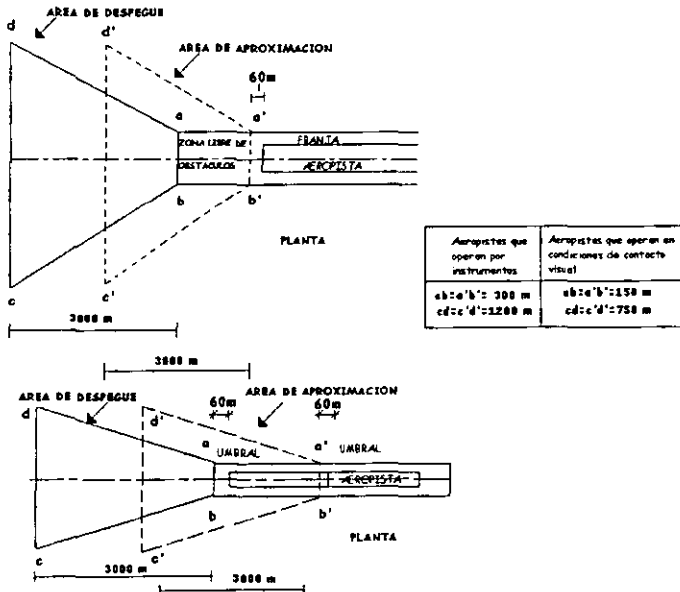 AREA DE DESPEGUE
d
d'
AREA DE APROXIMACION
60m
a
a'
ZONA LIBRE DE
OBSTACULOS
FRANJA
AEROPISTA
b
b'
PLANTA
c
c'
3000 m
3000 m
Aeropistas que operan por instrumentos
Aeropistas que operan en condiciones de contacto visual
ab=a'b'= 300 m
cd=c'd'=1200 m
ab=a'b'=150 m
cd=c'd'=750 m
AREA DE DESPEGUE
AREA DE APROXIMACION
d
d'
60m
60m
a
UMBRAL
a'
UMBRAL
AEROPISTA
b
b'
PLANTA
c
c'
3000 m
3000 m